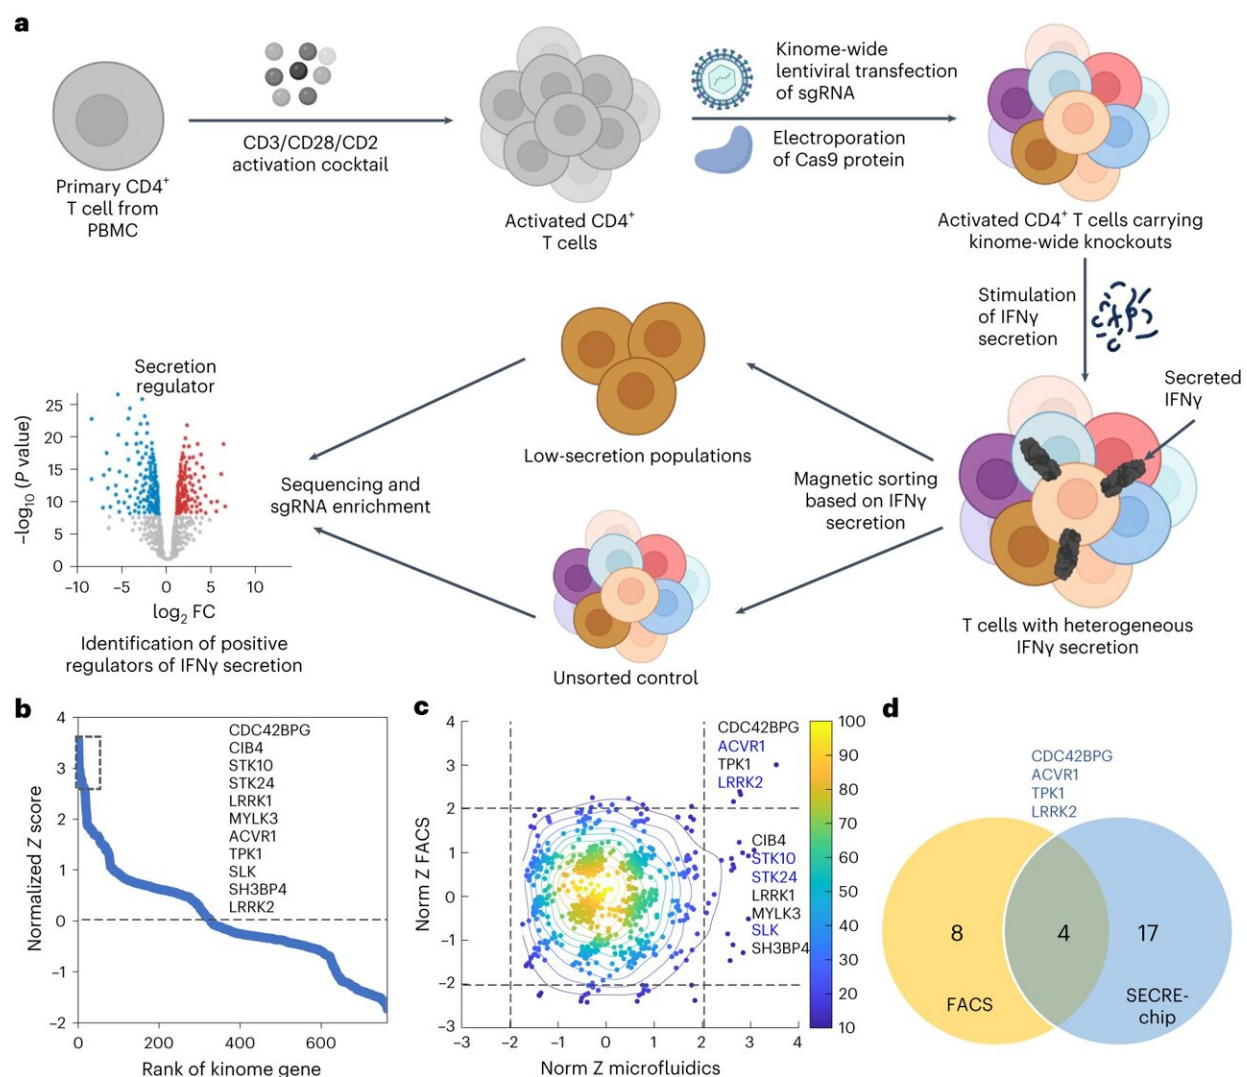 a
Primary CD4⁺
T cell from
PBMC
CD3/CD28/CD2
activation cocktail
Activated CD4⁺
T cells
Kinome-wide
lentiviral transfection
of sgRNA
Electroporation
of Cas9 protein
Activated CD4⁺ T cells carrying
kinome-wide knockouts
Stimulation
of IFNγ
secretion
Secreted
IFNγ
T cells with heterogeneous
IFNγ secretion
Magnetic sorting
based on IFNγ
secretion
Low-secretion populations
Unsorted control
Sequencing and
sgRNA enrichment
Secretion
regulator
−log₁₀ (P value)
25
20
15
10
5
0
−10 −5 0 5 10
log₂ FC
Identification of positive
regulators of IFNγ secretion
b
Normalized Z score
4
3
2
1
0
−1
−2
0 200 400 600
Rank of kinome gene
CDC42BPG
CIB4
STK10
STK24
LRRK1
MYLK3
ACVR1
TPK1
SLK
SH3BP4
LRRK2
c
Norm Z FACS
4
3
2
1
0
−1
−2
−3
−3 −2 −1 0 1 2 3 4
Norm Z microfluidics
CDC42BPG
ACVR1
TPK1
LRRK2
CIB4
STK10
STK24
LRRK1
MYLK3
SLK
SH3BP4
100
90
80
70
60
50
40
30
20
10
d
CDC42BPG
ACVR1
TPK1
LRRK2
8
4
17
FACS
SECRE-
chip